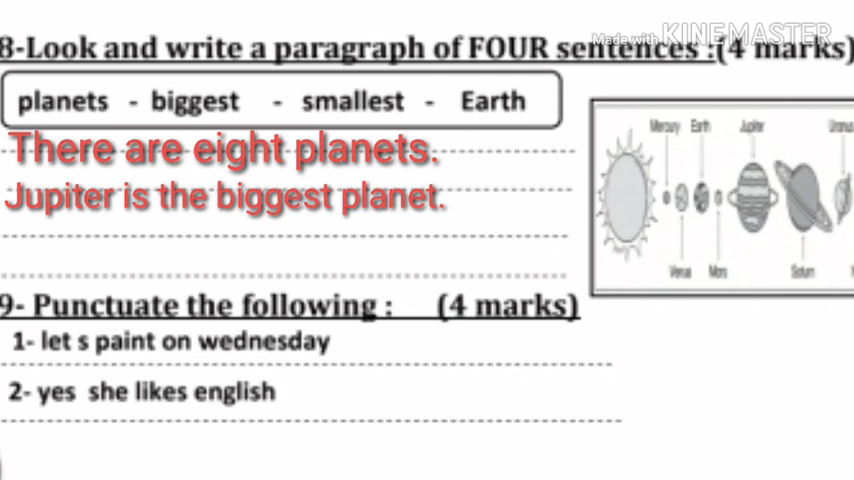 8-Look and write a paragraph of FOUR sentences :(4 marks)
Made with KINEMASTER
planets - biggest - smallest - Earth
There are eight planets.
Jupiter is the biggest planet.
Mercury Earth Jupiter Uranus
Venus Mars Saturn
9- Punctuate the following : (4 marks)
1- let s paint on wednesday
2- yes she likes english